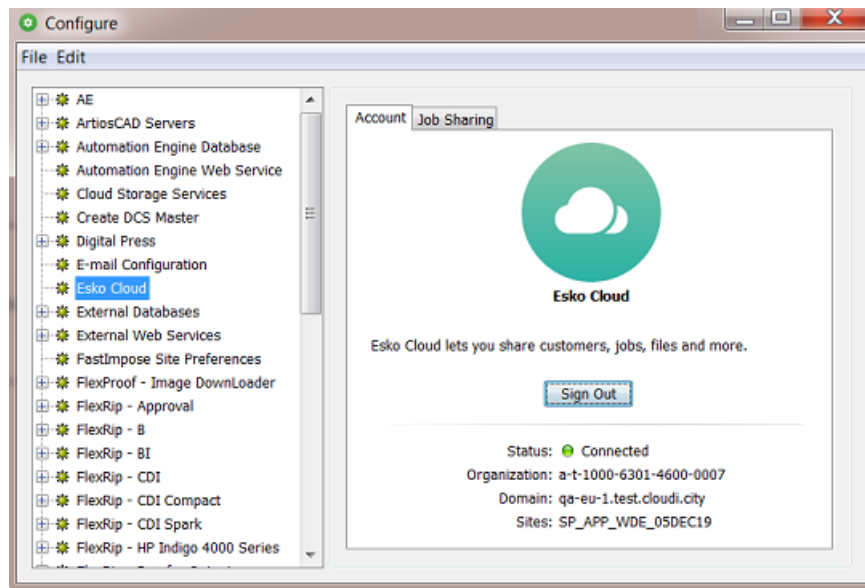 Configure
File Edit
AE
ArtiosCAD Servers
Automation Engine Database
Automation Engine Web Service
Cloud Storage Services
Create DCS Master
Digital Press
E-mail Configuration
Esko Cloud
External Databases
External Web Services
FastImpose Site Preferences
FlexProof - Image DownLoader
FlexRip - Approval
FlexRip - B
FlexRip - BI
FlexRip - CDI
FlexRip - CDI Compact
FlexRip - CDI Spark
FlexRip - HP Indigo 4000 Series
Account Job Sharing
Esko Cloud
Esko Cloud lets you share customers, jobs, files and more.
Sign Out
Status: Connected
Organization: a-t-1000-6301-4600-0007
Domain: qa-eu-1.test.cloudi.city
Sites: SP_APP_WDE_05DEC19